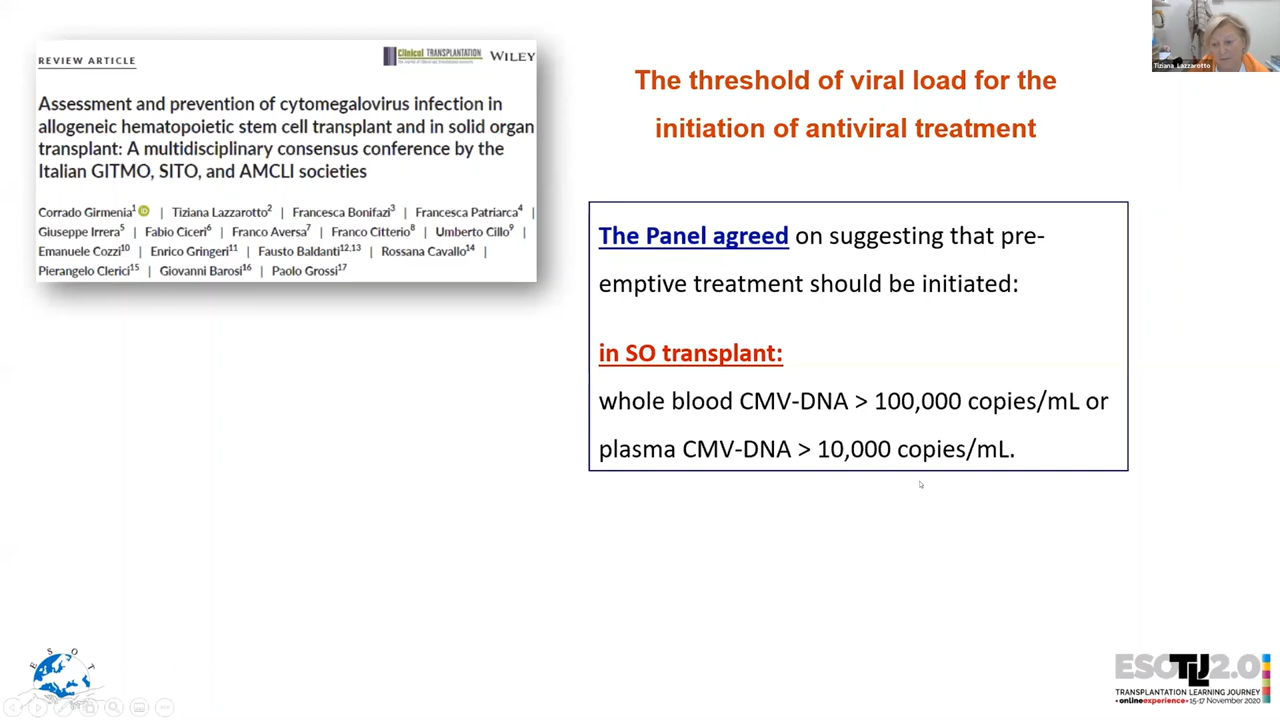 REVIEW ARTICLE
Clinical TRANSPLANTATION
WILEY
Assessment and prevention of cytomegalovirus infection in
allogeneic hematopoietic stem cell transplant and in solid organ
transplant: A multidisciplinary consensus conference by the
Italian GITMO, SITO, and AMCLI societies
Corrado Girmenia1 | Tiziana Lazzarotto2 | Francesca Bonifazi3 | Francesca Patriarca4 |
Giuseppe Irrera5 | Fabio Ciceri6 | Franco Aversa7 | Franco Citterio8 | Umberto Cillo9 |
Emanuele Cozzi10 | Enrico Gringeri11 | Fausto Baldanti12,13 | Rossana Cavallo14 |
Pierangelo Clerici15 | Giovanni Barosi16 | Paolo Grossi17
The threshold of viral load for the
initiation of antiviral treatment
The Panel agreed on suggesting that pre-
emptive treatment should be initiated:
in SO transplant:
whole blood CMV-DNA > 100,000 copies/mL or
plasma CMV-DNA > 10,000 copies/mL.
Tiziana Lazzarotto
E S O T
ESOTLJ2.0
TRANSPLANTATION LEARNING JOURNEY
•onlineexperience• 15-17 November 2020